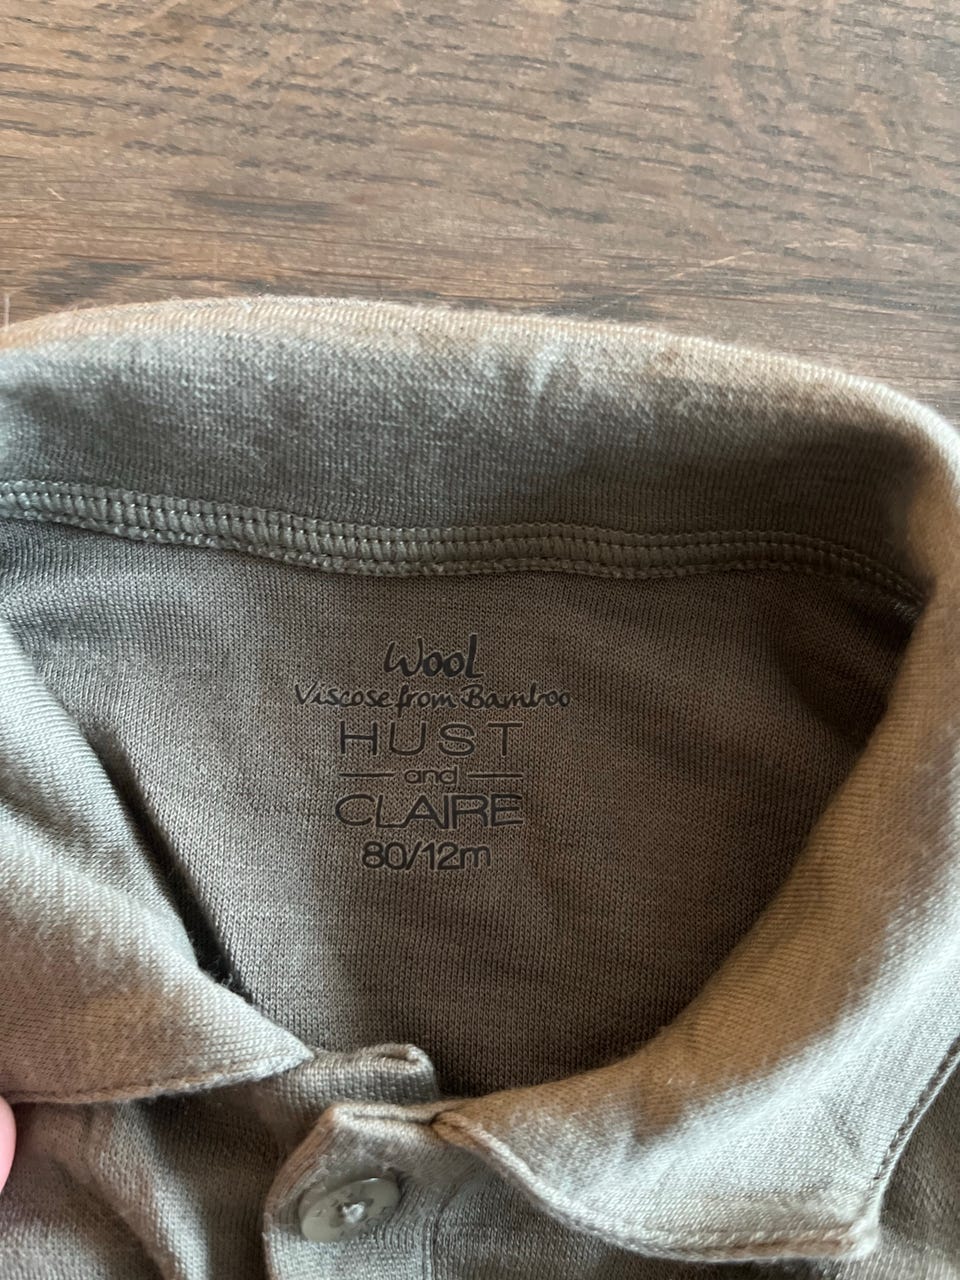 Wool
Viscose from Bamboo
HUST
and
CLAIRE
80/12m